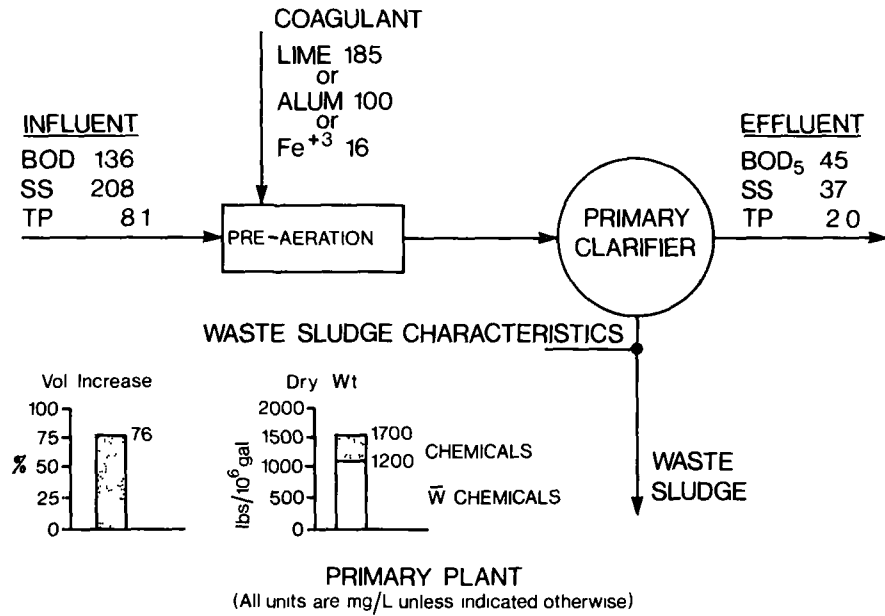 COAGULANT
LIME 185
or
ALUM 100
or
Fe+3 16
INFLUENT
BOD 136
SS 208
TP 8 1
PRE-AERATION
PRIMARY
CLARIFIER
EFFLUENT
BOD5 45
SS 37
TP 2 0
WASTE SLUDGE CHARACTERISTICS
Vol Increase
100
75
50
25
0
%
76
Dry Wt
2000
1500
1000
500
0
lbs/10^6 gal
1700
1200
CHEMICALS
W̄ CHEMICALS
WASTE
SLUDGE
PRIMARY PLANT
(All units are mg/L unless indicated otherwise)